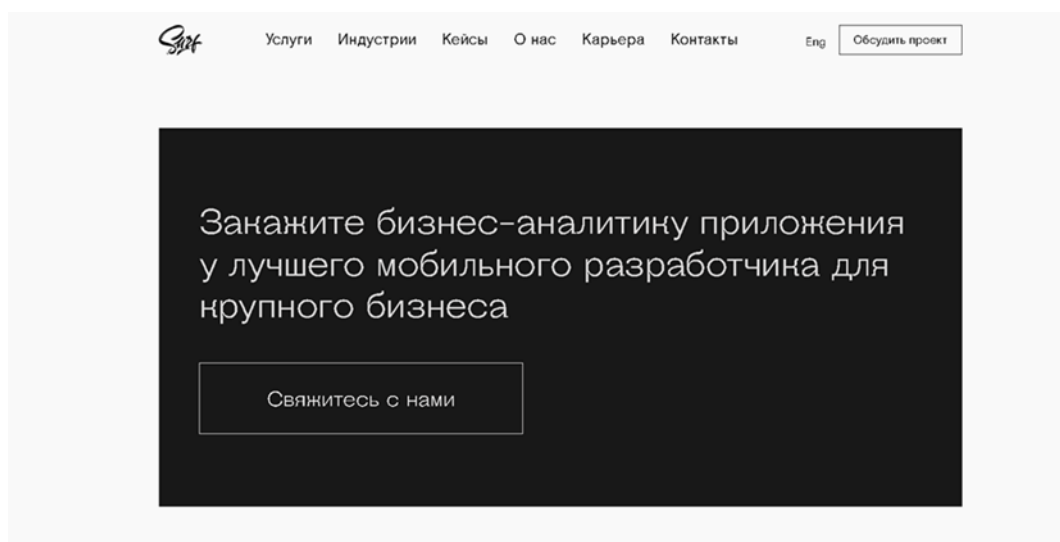 Surf
Услуги Индустрии Кейсы О нас Карьера Контакты Eng Обсудить проект
Закажите бизнес-аналитику приложения
у лучшего мобильного разработчика для
крупного бизнеса
Свяжитесь с нами